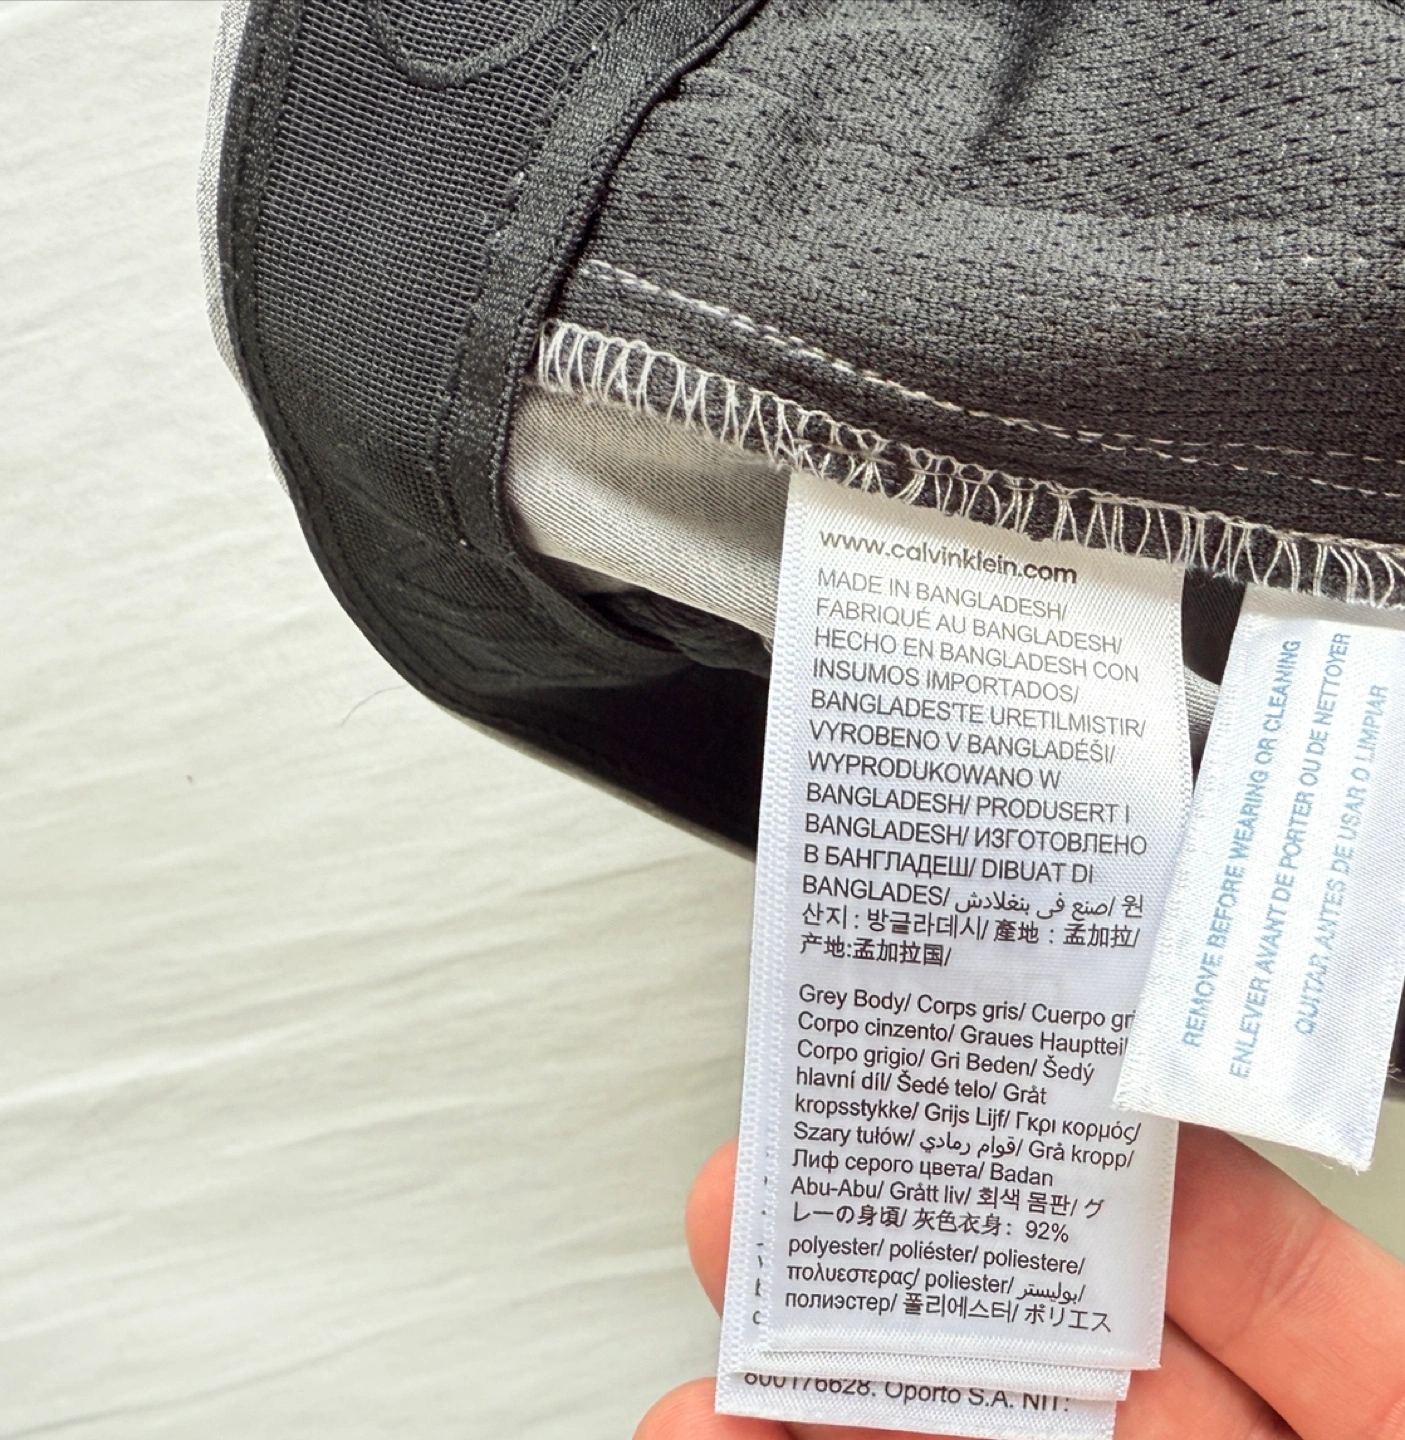 www.calvinklein.com
MADE IN BANGLADESH/
FABRIQUÉ AU BANGLADESH/
HECHO EN BANGLADESH CON
INSUMOS IMPORTADOS/
BANGLADES'TE URETILMISTIR/
VYROBENO V BANGLADÉŠI/
WYPRODUKOWANO W
BANGLADESH/ PRODUSERT I
BANGLADESH/ ИЗГОТОВЛЕНО
В БАНГЛАДЕШ/ DIBUAT DI
BANGLADES/ صنع في بنغلادش/ 원
산지 : 방글라데시/ 產地 : 孟加拉/
产地:孟加拉国/
Grey Body/ Corps gris/ Cuerpo
Corpo cinzento/ Graues Hauptteil
Corpo grigio/ Gri Beden/ Šedý
hlavní díl/ Šedé telo/ Gråt
kropsstykke/ Grijs Lijf/ Γκρι κορμός/
Szary tułów/ قوام رمادي/ Grå kropp/
Лиф серого цвета/ Badan
Abu-Abu/ Grått liv/ 회색 몸판/ グ
レーの身頃/ 灰色衣身: 92%
polyester/ poliéster/ poliestere/
πολυεστερας/ poliester/ بوليستر/
полиэстер/ 폴리에스터/ ポリエス
800176628. Oporto S.A. NIT:
REMOVE BEFORE WEARING OR CLEANING
ENLEVER AVANT DE PORTER OU DE NETTOYER
QUITAR ANTES DE USAR O LIMPIAR